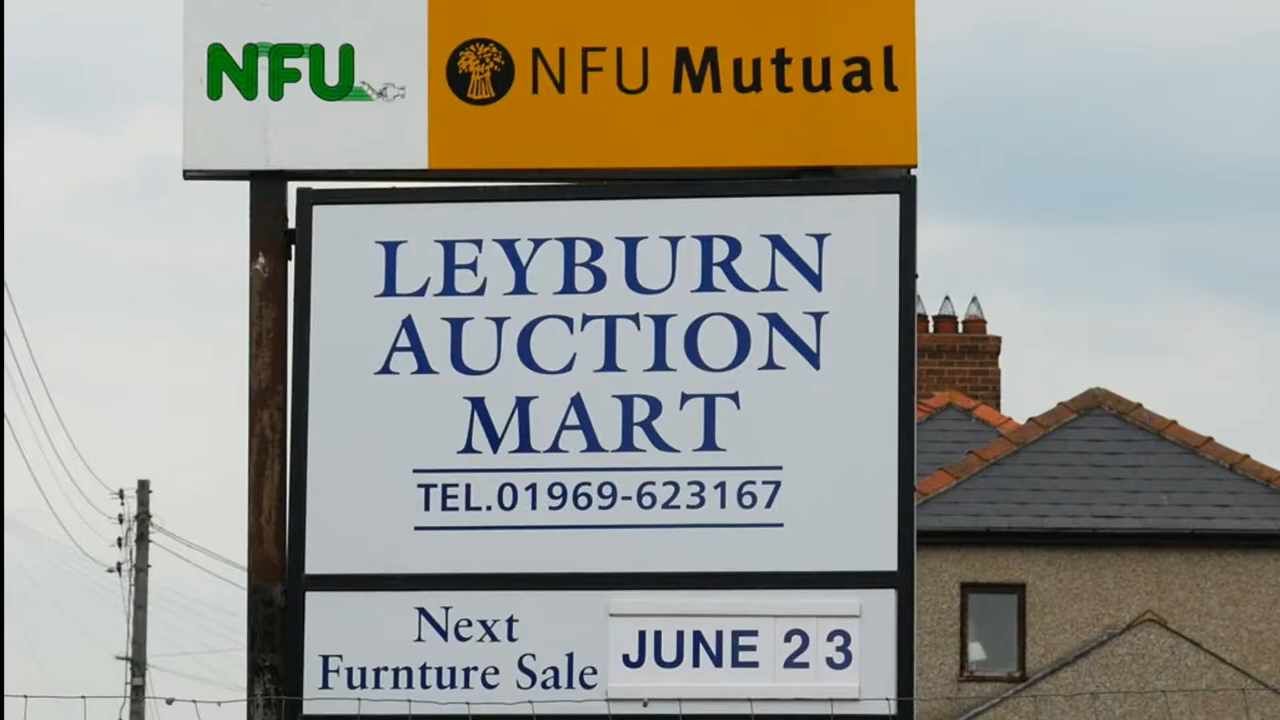 NFU
NFU Mutual
LEYBURN
AUCTION
MART
TEL.01969-623167
Next
Furnture Sale
JUNE 23